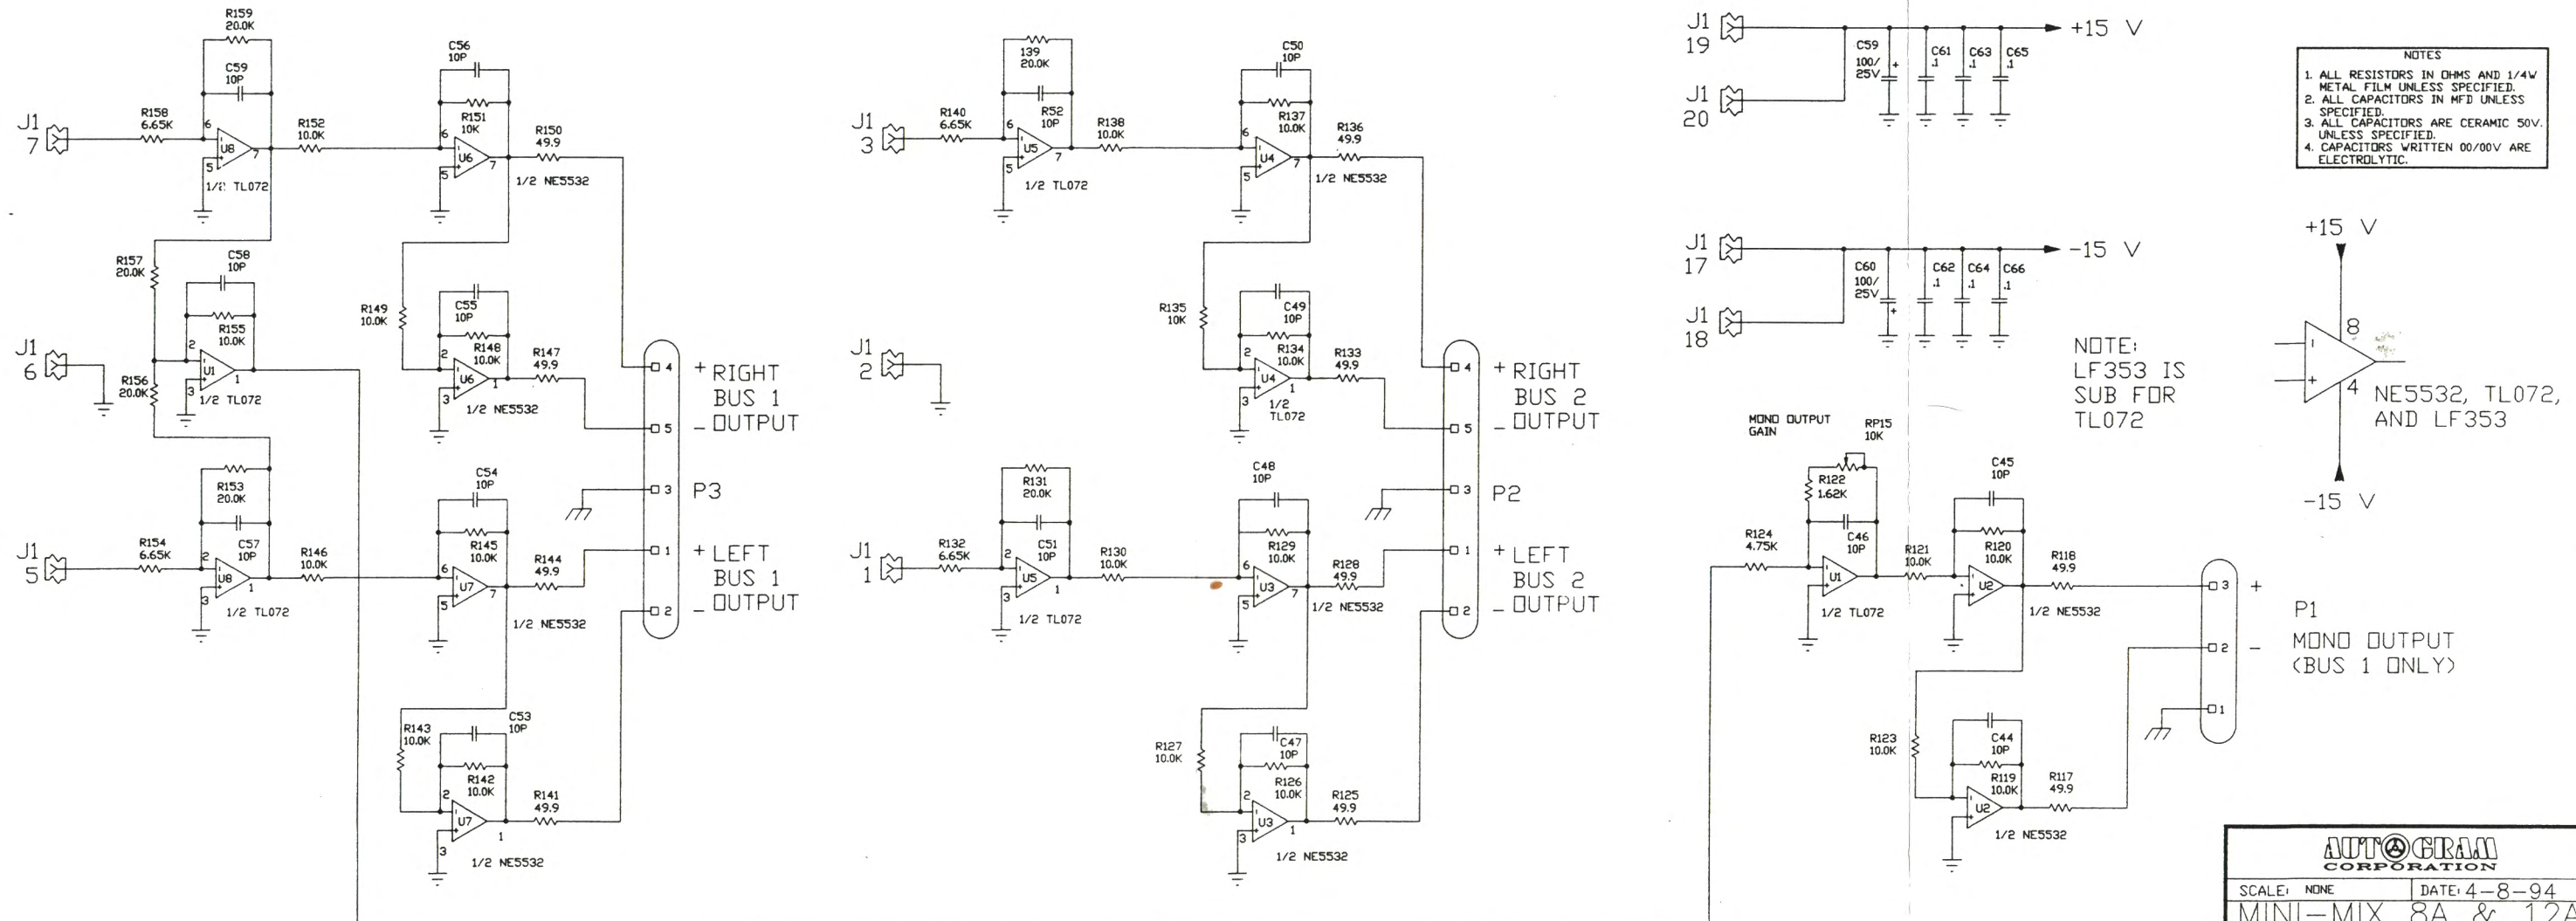 R159
20.0K
C59
10P
J1
7
R158
6.65K
6
U8
5
7
1/2 TL072
R152
10.0K
C56
10P
R151
10K
6
U6
5
7
1/2 NE5532
R150
49.9
R157
20.0K
C58
10P
R155
10.0K
J1
6
2
U1
3
1
1/2 TL072
R156
20.0K
R149
10.0K
C55
10P
R148
10.0K
2
U6
3
1
1/2 NE5532
R147
49.9
4
+ RIGHT
BUS 1
- OUTPUT
5
3
P3
1
+ LEFT
BUS 1
- OUTPUT
2
R153
20.0K
C57
10P
J1
5
R154
6.65K
2
U8
3
1
1/2 TL072
R146
10.0K
C54
10P
R145
10.0K
6
U7
5
7
1/2 NE5532
R144
49.9
R143
10.0K
C53
10P
R142
10.0K
2
U7
3
1
1/2 NE5532
R141
49.9
139
20.0K
R52
10P
J1
3
R140
6.65K
6
U5
5
7
1/2 TL072
R138
10.0K
C50
10P
R137
10.0K
6
U4
5
7
1/2 NE5532
R136
49.9
J1
2
R135
10K
C49
10P
R134
10.0K
2
U4
3
1
1/2
TL072
R133
49.9
4
+ RIGHT
BUS 2
- OUTPUT
5
3
P2
1
+ LEFT
BUS 2
- OUTPUT
2
R131
20.0K
C51
10P
J1
1
R132
6.65K
2
U5
3
1
1/2 TL072
R130
10.0K
C48
10P
R129
10.0K
6
U3
5
7
1/2 NE5532
R128
49.9
R127
10.0K
C47
10P
R126
10.0K
2
U3
3
1
1/2 NE5532
R125
49.9
J1
19
J1
20
C59
100/
25V
+
C61
.1
C63
.1
C65
.1
+15 V
J1
17
J1
18
C60
100/
25V
+
C62
.1
C64
.1
C66
.1
-15 V
NOTES
1. ALL RESISTORS IN OHMS AND 1/4W
METAL FILM UNLESS SPECIFIED.
2. ALL CAPACITORS IN MFD UNLESS
SPECIFIED.
3. ALL CAPACITORS ARE CERAMIC 50V.
UNLESS SPECIFIED.
4. CAPACITORS WRITTEN 00/00V ARE
ELECTROLYTIC.
NOTE:
LF353 IS
SUB FOR
TL072
+15 V
8
4
NE5532, TL072,
AND LF353
-15 V
MONO OUTPUT
GAIN
RP15
10K
R122
1.62K
C46
10P
R124
4.75K
U1
1/2 TL072
R121
10.0K
C45
10P
R120
10.0K
U2
1/2 NE5532
R118
49.9
R123
10.0K
C44
10P
R119
10.0K
U2
1/2 NE5532
R117
49.9
3
+
2
-
1
P1
MONO OUTPUT
(BUS 1 ONLY)
AUTOGRAM
CORPORATION
SCALE: NONE
DATE: 4-8-94
MINI-MIX 8A & 12A